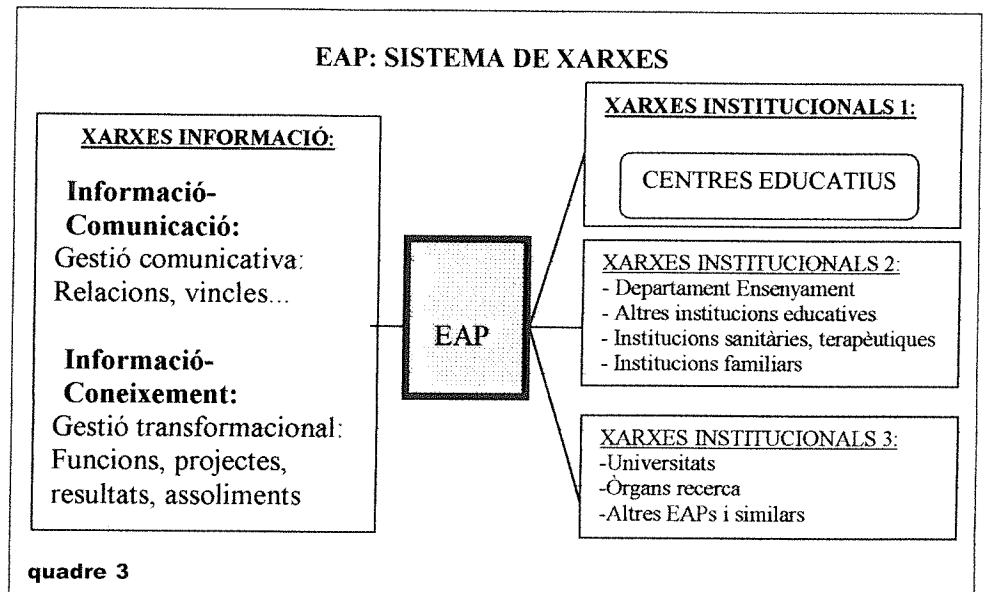 EAP: SISTEMA DE XARXES
XARXES INFORMACIÓ:
Informació-
Comunicació:
Gestió comunicativa:
Relacions, vincles...
Informació-
Coneixement:
Gestió transformacional:
Funcions, projectes,
resultats, assoliments
EAP
XARXES INSTITUCIONALS 1:
CENTRES EDUCATIUS
XARXES INSTITUCIONALS 2:
- Departament Ensenyament
- Altres institucions educatives
- Institucions sanitàries, terapèutiques
- Institucions familiars
XARXES INSTITUCIONALS 3:
-Universitats
-Òrgans recerca
-Altres EAPs i similars
quadre 3